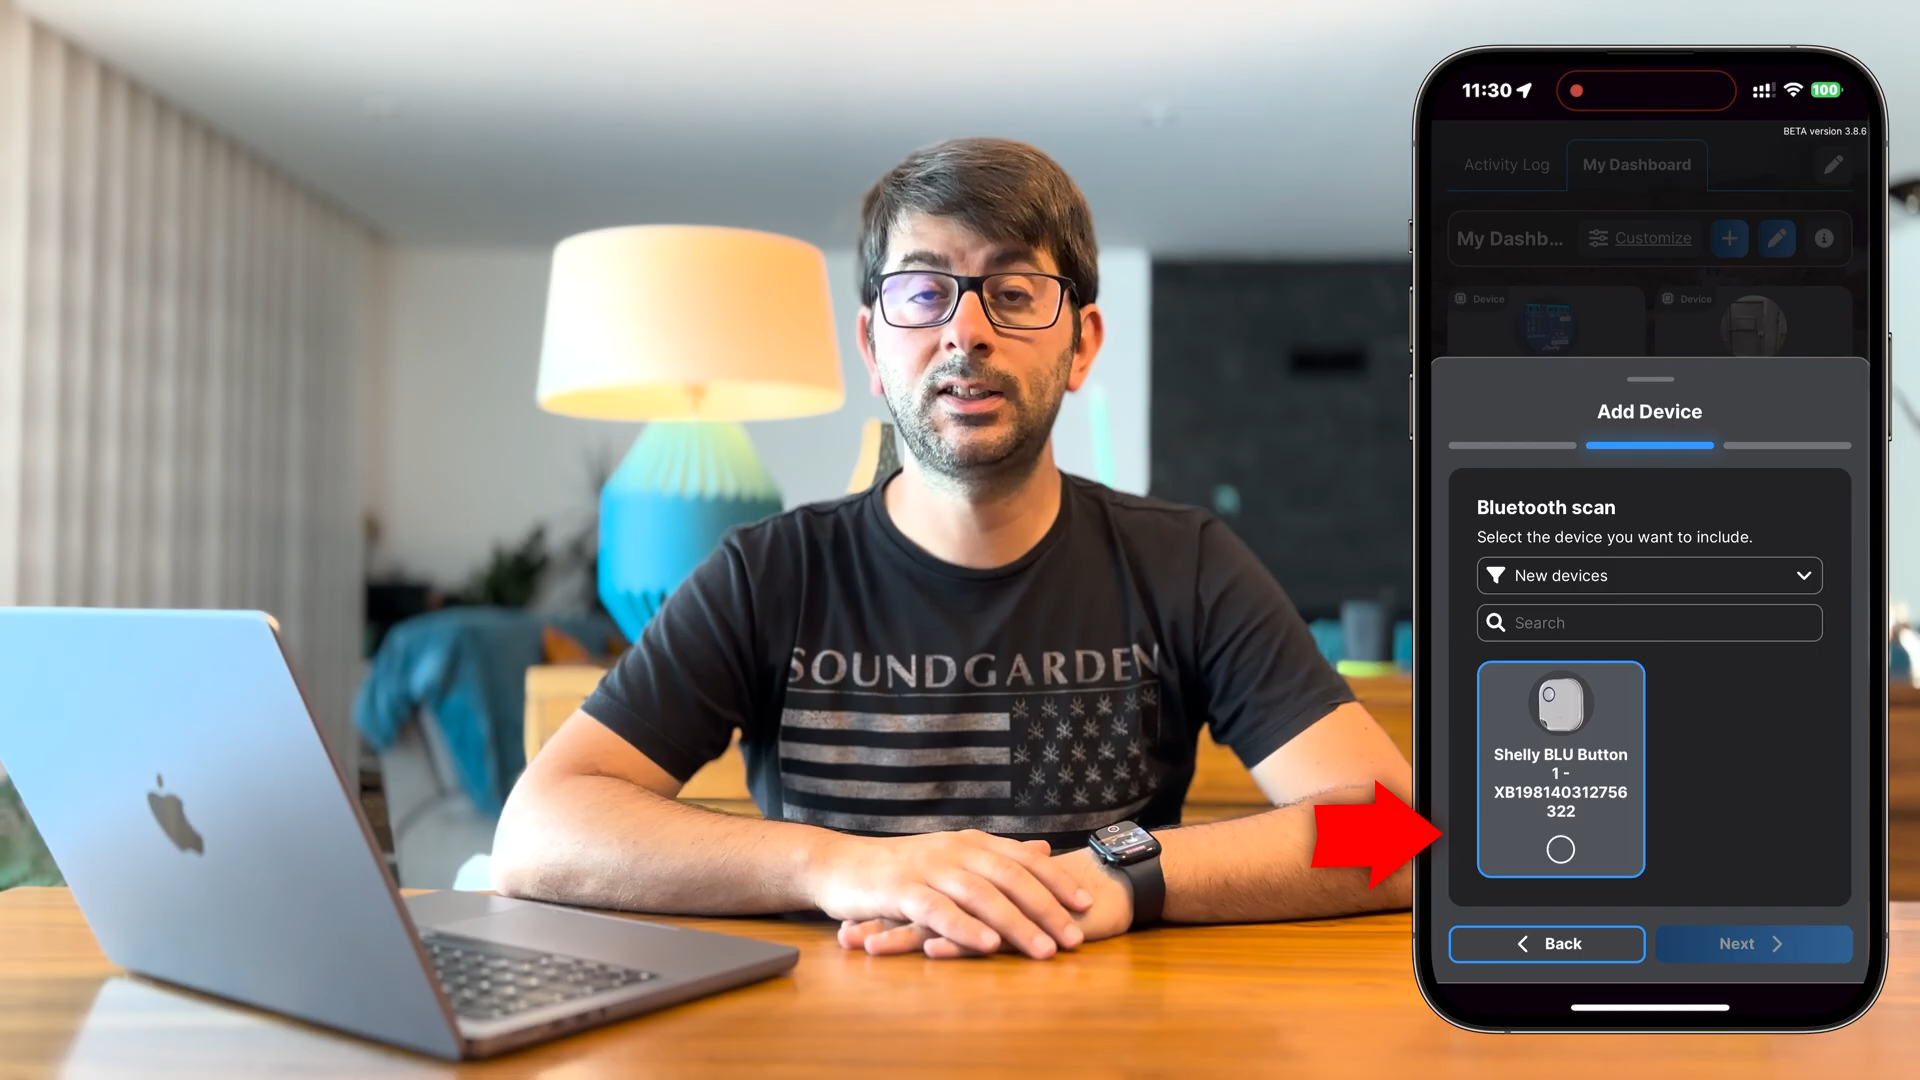 11:30
100
BETA version 3.8.6
Activity Log
My Dashboard
My Dashb...
Customize
Device
Device
Add Device
Bluetooth scan
Select the device you want to include.
New devices
Search
Shelly BLU Button
1 -
XB198140312756
322
Back
Next
SOUNDGARDEN